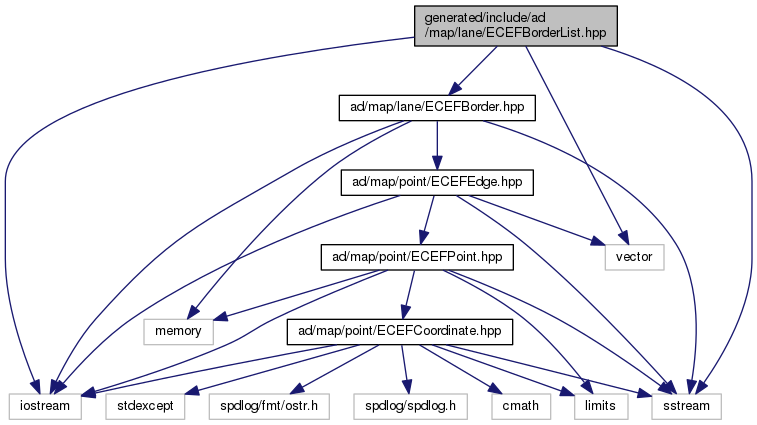 generated/include/ad
/map/lane/ECEFBorderList.hpp
ad/map/lane/ECEFBorder.hpp
ad/map/point/ECEFEdge.hpp
ad/map/point/ECEFPoint.hpp
vector
memory
ad/map/point/ECEFCoordinate.hpp
iostream
stdexcept
spdlog/fmt/ostr.h
spdlog/spdlog.h
cmath
limits
sstream